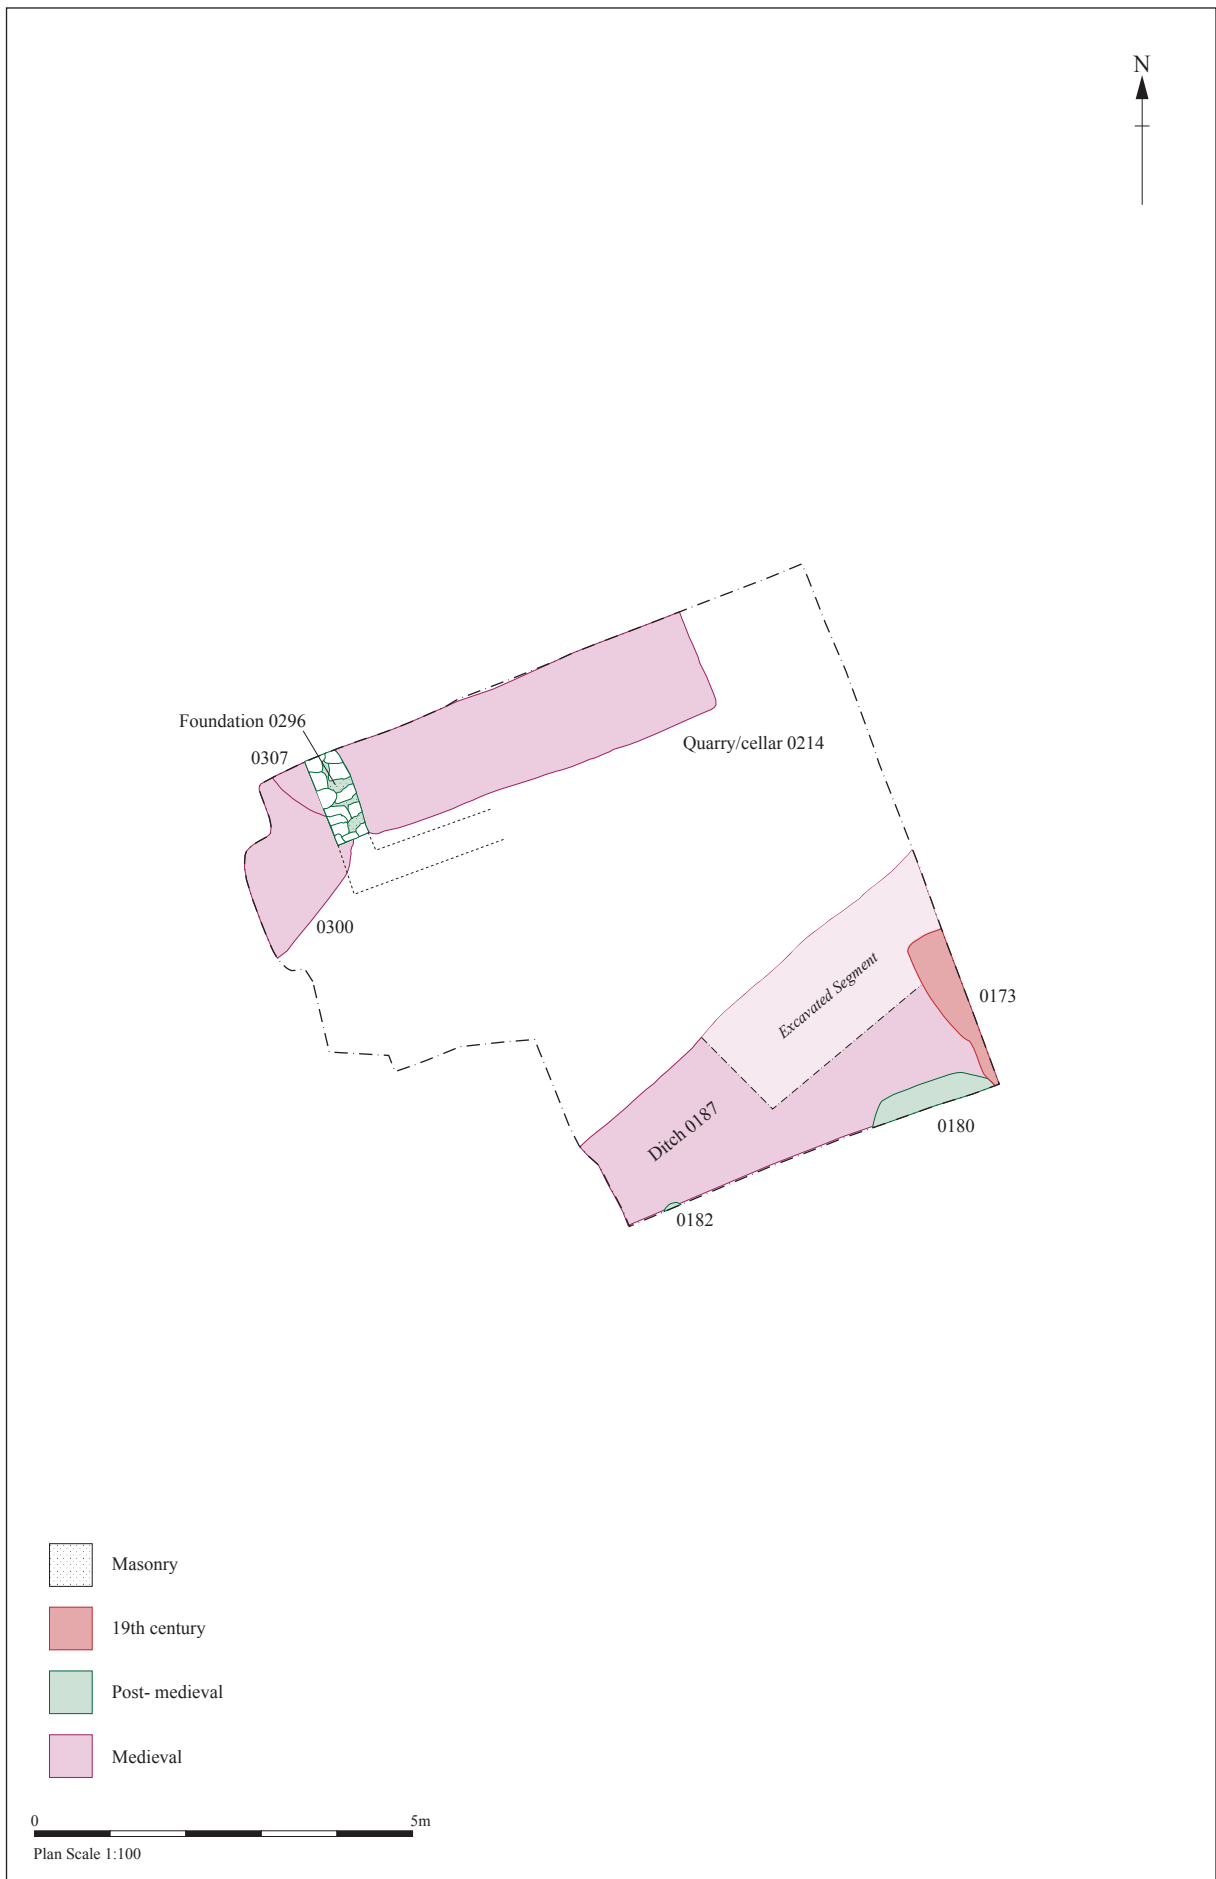 N
Foundation 0296
0307
Quarry/cellar 0214
0300
Excavated Segment
0173
Ditch 0187
0180
0182
Masonry
19th century
Post- medieval
Medieval
0 5m
Plan Scale 1:100